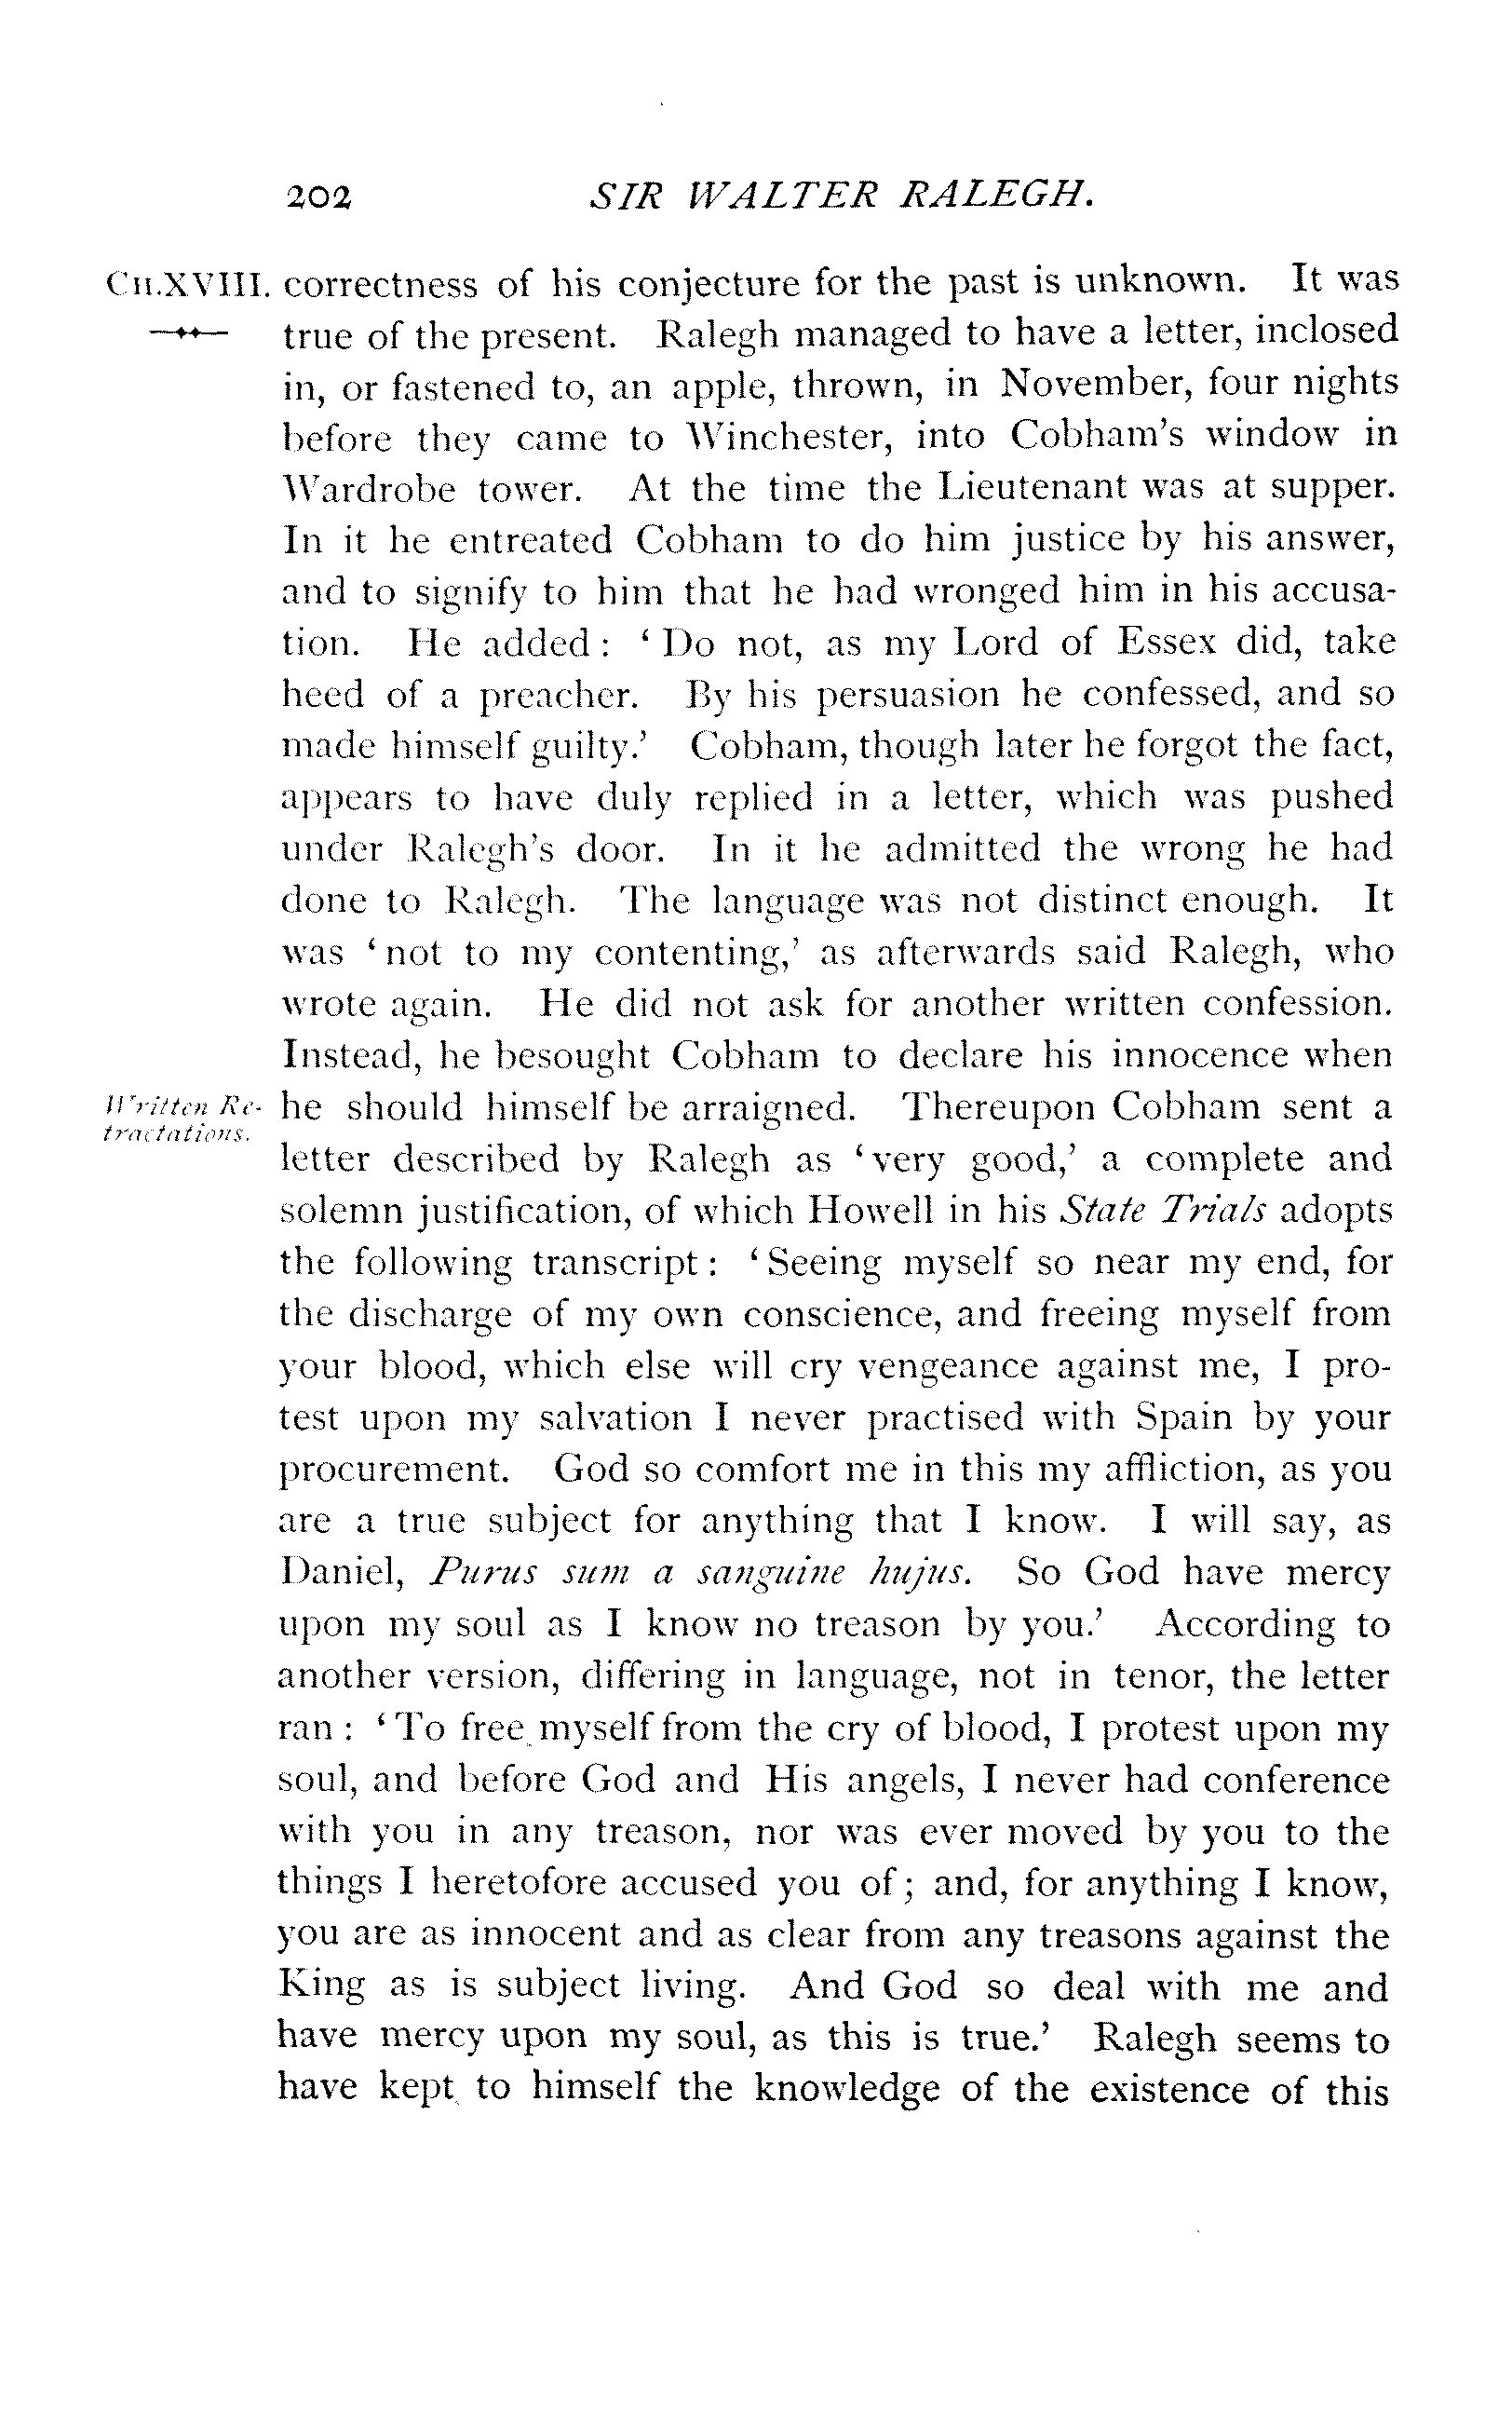 202 SIR WALTER RALEGH.
CH.XVIII. correctness of his conjecture for the past is unknown. It was
true of the present. Ralegh managed to have a letter, inclosed
in, or fastened to, an apple, thrown, in November, four nights
before they came to Winchester, into Cobham's window in
Wardrobe tower. At the time the Lieutenant was at supper.
In it he entreated Cobham to do him justice by his answer,
and to signify to him that he had wronged him in his accusa-
tion. He added: ‘Do not, as my Lord of Essex did, take
heed of a preacher. By his persuasion he confessed, and so
made himself guilty.’ Cobham, though later he forgot the fact,
appears to have duly replied in a letter, which was pushed
under Ralegh's door. In it he admitted the wrong he had
done to Ralegh. The language was not distinct enough. It
was ‘not to my contenting,’ as afterwards said Ralegh, who
wrote again. He did not ask for another written confession.
Instead, he besought Cobham to declare his innocence when
Written Re-
tractations.
he should himself be arraigned. Thereupon Cobham sent a
letter described by Ralegh as ‘very good,’ a complete and
solemn justification, of which Howell in his State Trials adopts
the following transcript: ‘Seeing myself so near my end, for
the discharge of my own conscience, and freeing myself from
your blood, which else will cry vengeance against me, I pro-
test upon my salvation I never practised with Spain by your
procurement. God so comfort me in this my affliction, as you
are a true subject for anything that I know. I will say, as
Daniel, Purus sum a sanguine hujus. So God have mercy
upon my soul as I know no treason by you.’ According to
another version, differing in language, not in tenor, the letter
ran: ‘To free myself from the cry of blood, I protest upon my
soul, and before God and His angels, I never had conference
with you in any treason, nor was ever moved by you to the
things I heretofore accused you of; and, for anything I know,
you are as innocent and as clear from any treasons against the
King as is subject living. And God so deal with me and
have mercy upon my soul, as this is true.’ Ralegh seems to
have kept to himself the knowledge of the existence of this